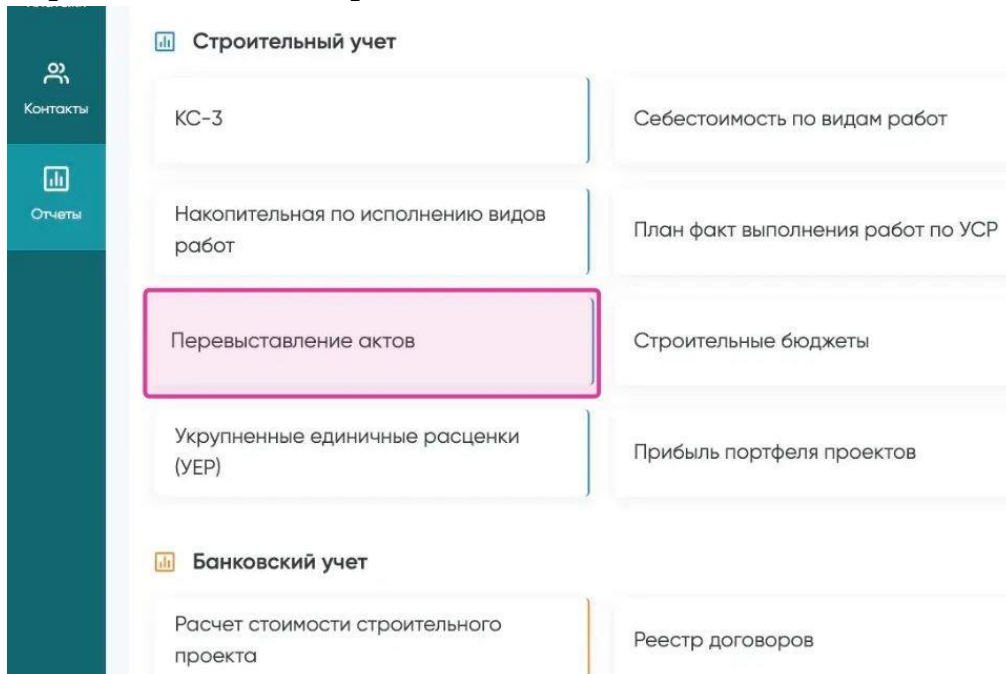 Строительный учет
Контакты
КС-3
Себестоимость по видам работ
Отчеты
Накопительная по исполнению видов
работ
План факт выполнения работ по УСР
Перевыставление актов
Строительные бюджеты
Укрупненные единичные расценки
(УЕР)
Прибыль портфеля проектов
Банковский учет
Расчет стоимости строительного
проекта
Реестр договоров